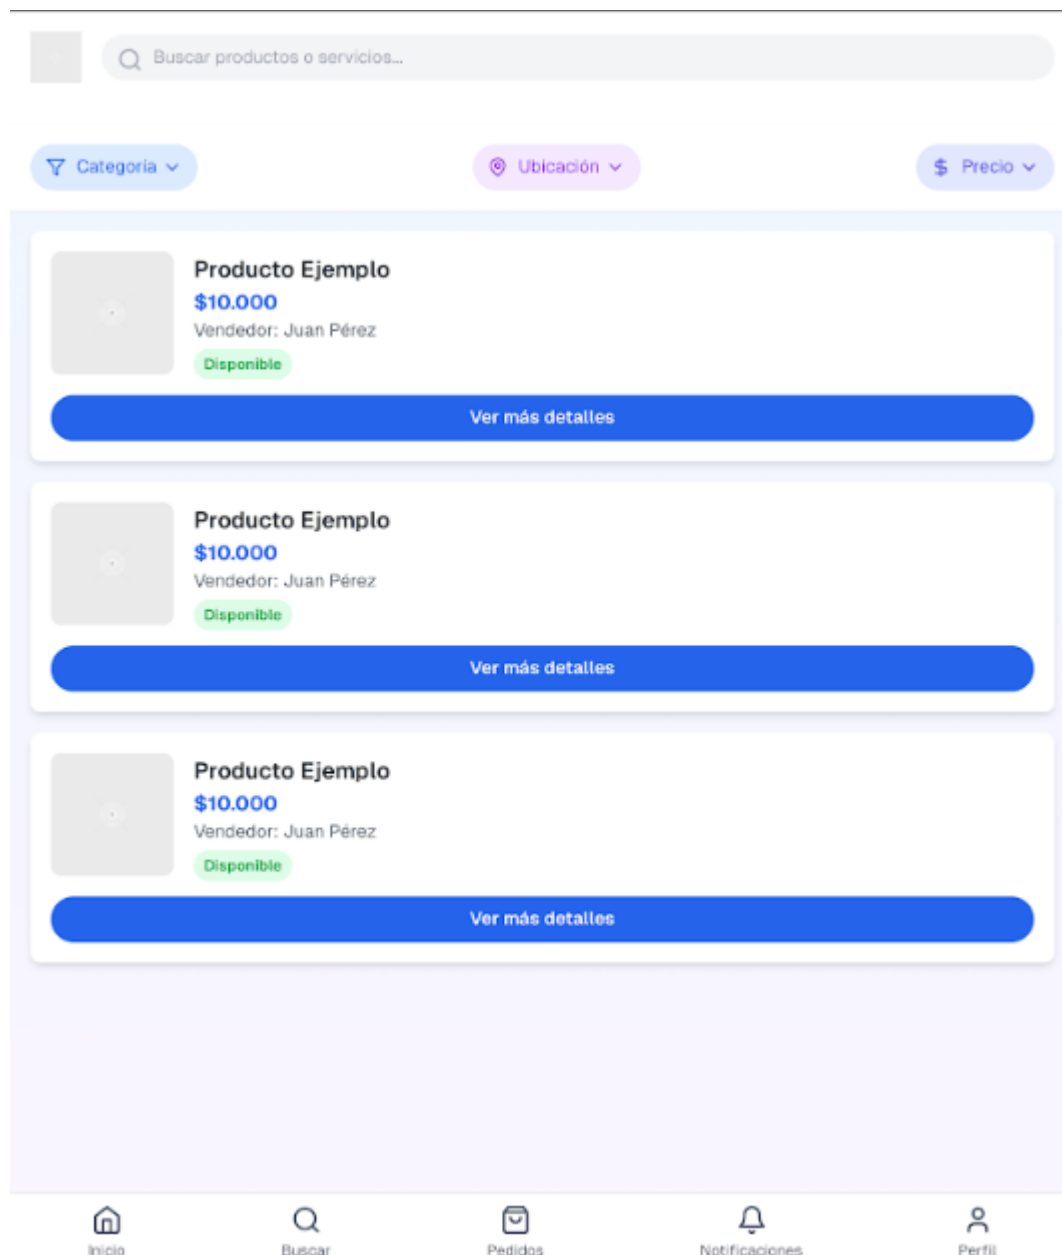 Buscar productos o servicios...
Categoría
Ubicación
$ Precio
Producto Ejemplo
$10.000
Vendedor: Juan Pérez
Disponible
Ver más detalles
Producto Ejemplo
$10.000
Vendedor: Juan Pérez
Disponible
Ver más detalles
Producto Ejemplo
$10.000
Vendedor: Juan Pérez
Disponible
Ver más detalles
Inicio
Buscar
Pedidos
Notificaciones
Perfil